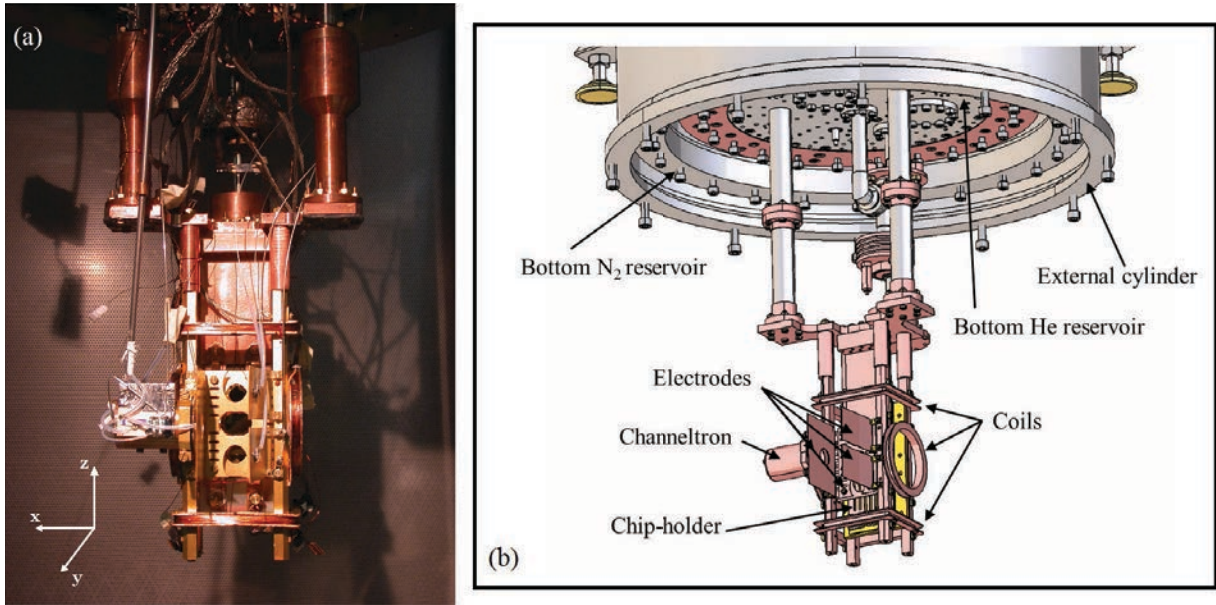 (a)
z
x
y
Bottom N₂ reservoir
External cylinder
Bottom He reservoir
Electrodes
Channeltron
Coils
Chip-holder
(b)